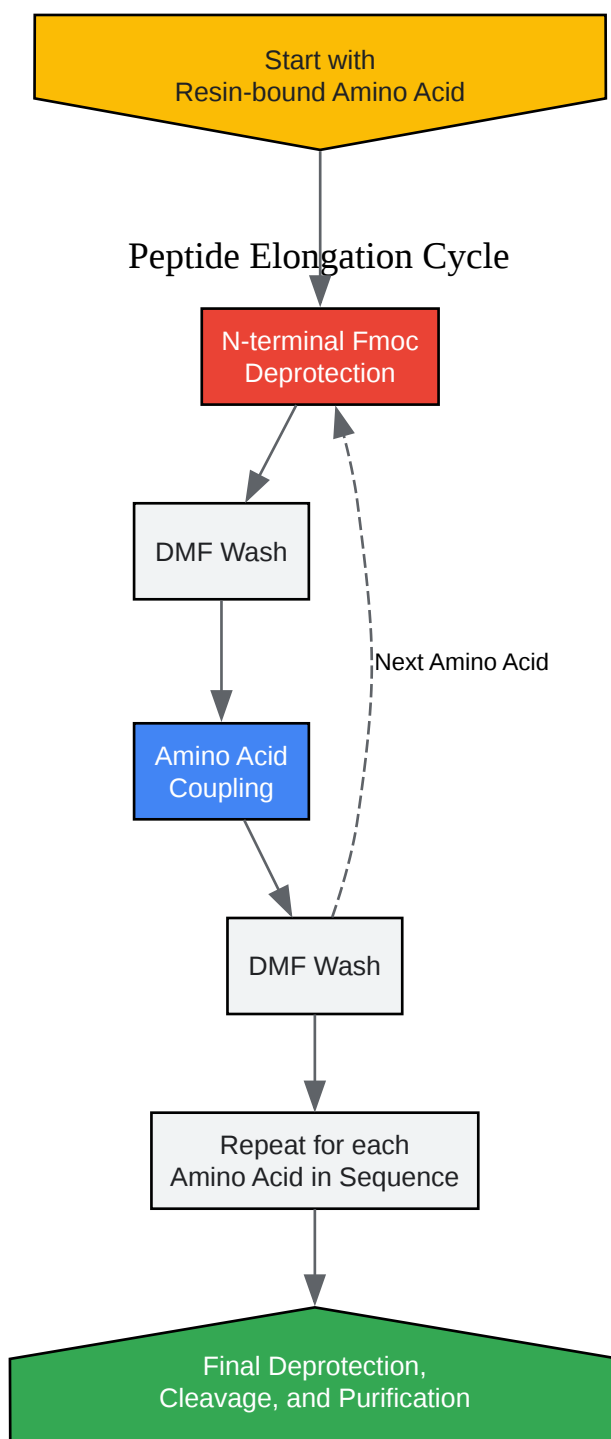 Start with
Resin-bound Amino Acid
Peptide Elongation Cycle
N-terminal Fmoc
Deprotection
DMF Wash
Next Amino Acid
Amino Acid
Coupling
DMF Wash
Repeat for each
Amino Acid in Sequence
Final Deprotection,
Cleavage, and Purification